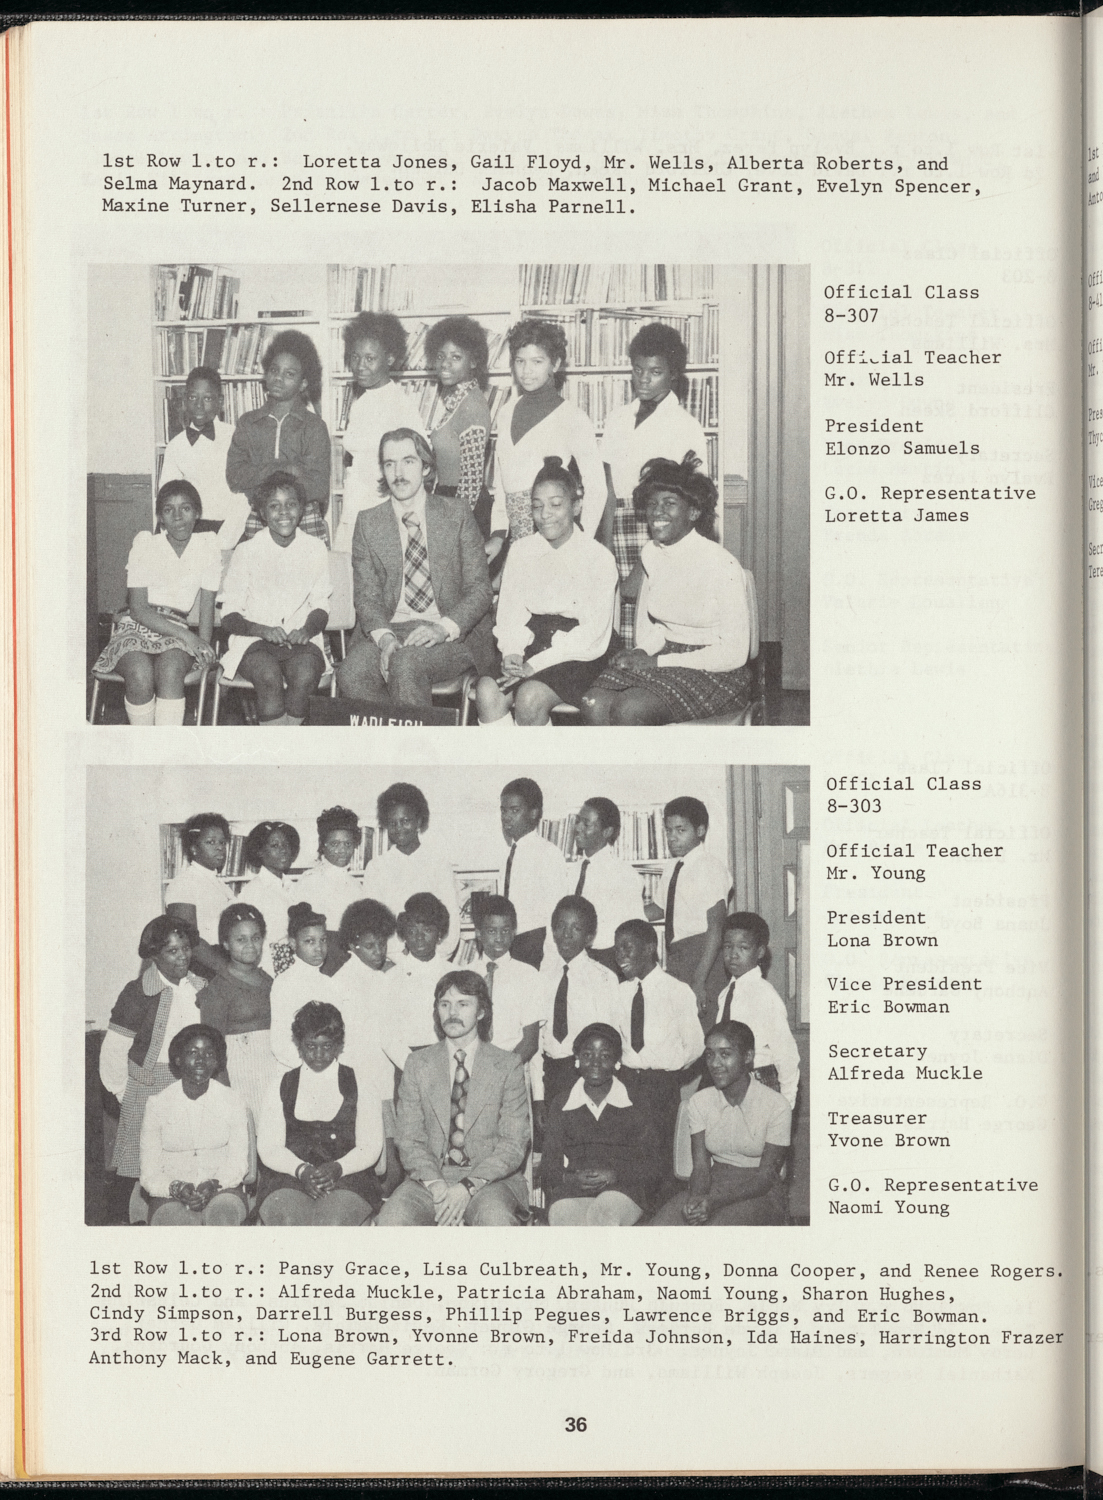 1st Row l.to r.: Loretta Jones, Gail Floyd, Mr. Wells, Alberta Roberts, and
Selma Maynard. 2nd Row l.to r.: Jacob Maxwell, Michael Grant, Evelyn Spencer,
Maxine Turner, Sellernese Davis, Elisha Parnell.
Official Class
8-307
Official Teacher
Mr. Wells
President
Elonzo Samuels
G.O. Representative
Loretta James
WADLEIGH
Official Class
8-303
Official Teacher
Mr. Young
President
Lona Brown
Vice President
Eric Bowman
Secretary
Alfreda Muckle
Treasurer
Yvone Brown
G.O. Representative
Naomi Young
1st Row l.to r.: Pansy Grace, Lisa Culbreath, Mr. Young, Donna Cooper, and Renee Rogers.
2nd Row l.to r.: Alfreda Muckle, Patricia Abraham, Naomi Young, Sharon Hughes,
Cindy Simpson, Darrell Burgess, Phillip Pegues, Lawrence Briggs, and Eric Bowman.
3rd Row l.to r.: Lona Brown, Yvonne Brown, Freida Johnson, Ida Haines, Harrington Frazer
Anthony Mack, and Eugene Garrett.
36